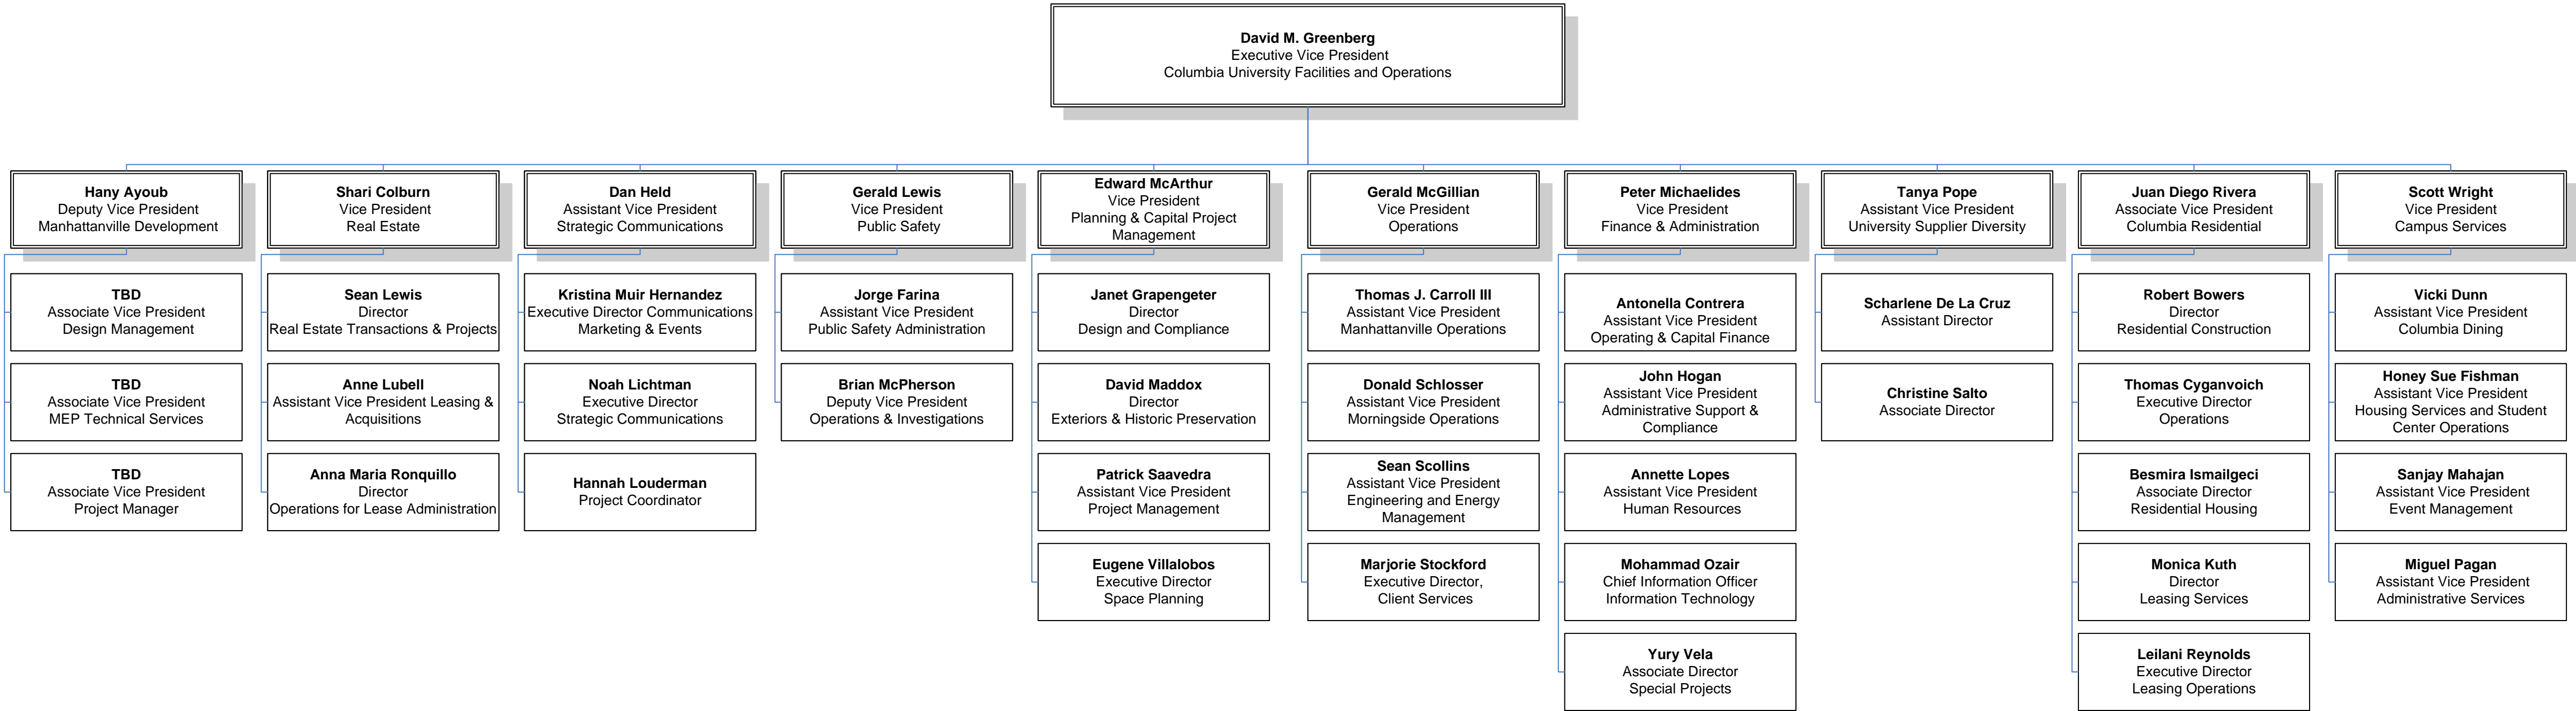 David M. Greenberg
Executive Vice President
Columbia University Facilities and Operations
Hany Ayoub
Deputy Vice President
Manhattanville Development
TBD
Associate Vice President
Design Management
TBD
Associate Vice President
MEP Technical Services
TBD
Associate Vice President
Project Manager
Shari Colburn
Vice President
Real Estate
Sean Lewis
Director
Real Estate Transactions & Projects
Anne Lubell
Assistant Vice President Leasing &
Acquisitions
Anna Maria Ronquillo
Director
Operations for Lease Administration
Dan Held
Assistant Vice President
Strategic Communications
Kristina Muir Hernandez
Executive Director Communications
Marketing & Events
Noah Lichtman
Executive Director
Strategic Communications
Hannah Louderman
Project Coordinator
Gerald Lewis
Vice President
Public Safety
Jorge Farina
Assistant Vice President
Public Safety Administration
Brian McPherson
Deputy Vice President
Operations & Investigations
Edward McArthur
Vice President
Planning & Capital Project
Management
Janet Grapengeter
Director
Design and Compliance
David Maddox
Director
Exteriors & Historic Preservation
Patrick Saavedra
Assistant Vice President
Project Management
Eugene Villalobos
Executive Director
Space Planning
Gerald McGillian
Vice President
Operations
Thomas J. Carroll III
Assistant Vice President
Manhattanville Operations
Donald Schlosser
Assistant Vice President
Morningside Operations
Sean Scollins
Assistant Vice President
Engineering and Energy
Management
Marjorie Stockford
Executive Director,
Client Services
Peter Michaelides
Vice President
Finance & Administration
Antonella Contrera
Assistant Vice President
Operating & Capital Finance
John Hogan
Assistant Vice President
Administrative Support &
Compliance
Annette Lopes
Assistant Vice President
Human Resources
Mohammad Ozair
Chief Information Officer
Information Technology
Yury Vela
Associate Director
Special Projects
Tanya Pope
Assistant Vice President
University Supplier Diversity
Scharlene De La Cruz
Assistant Director
Christine Salto
Associate Director
Juan Diego Rivera
Associate Vice President
Columbia Residential
Robert Bowers
Director
Residential Construction
Thomas Cyganvoich
Executive Director
Operations
Besmira Ismailgeci
Associate Director
Residential Housing
Monica Kuth
Director
Leasing Services
Leilani Reynolds
Executive Director
Leasing Operations
Scott Wright
Vice President
Campus Services
Vicki Dunn
Assistant Vice President
Columbia Dining
Honey Sue Fishman
Assistant Vice President
Housing Services and Student
Center Operations
Sanjay Mahajan
Assistant Vice President
Event Management
Miguel Pagan
Assistant Vice President
Administrative Services